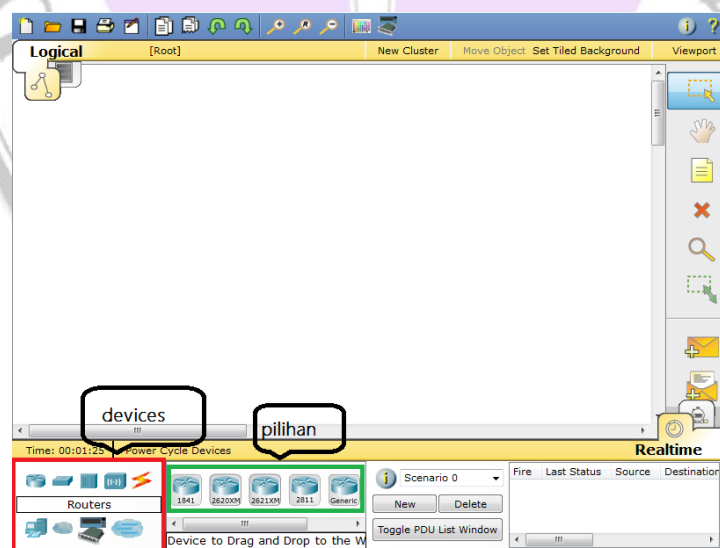 Logical
[Root]
New Cluster
Move Object
Set Tiled Background
Viewport
devices
pilihan
Time: 00:01:25
Power Cycle Devices
Realtime
Routers
1841
2620XM
2621XM
2811
Generic
Device to Drag and Drop to the W
Scenario 0
New
Delete
Toggle PDU List Window
Fire
Last Status
Source
Destination